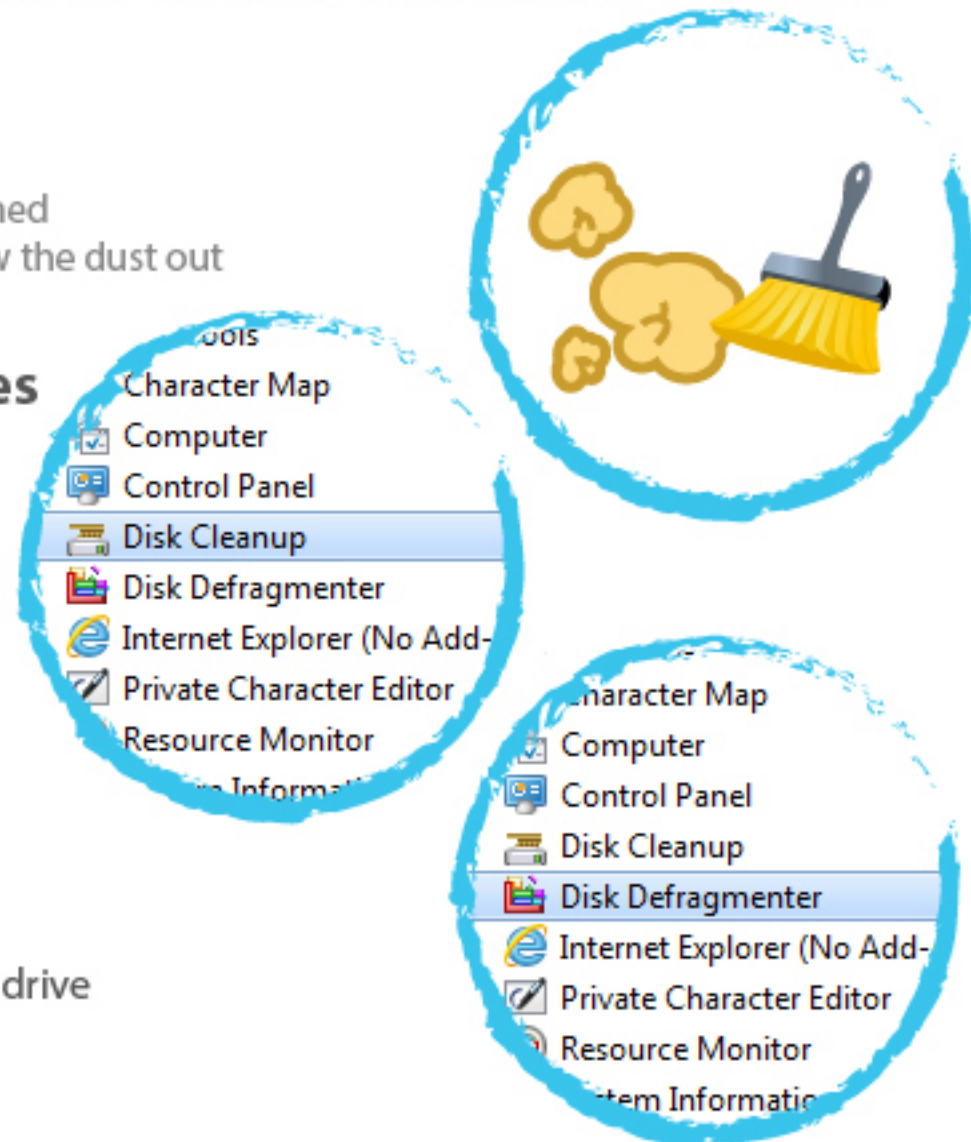 the dust out
Character Map
Computer
Control Panel
Disk Cleanup
Disk Defragmenter
Internet Explorer (No Add-
Private Character Editor
Resource Monitor
Character Map
Computer
Control Panel
Disk Cleanup
Disk Defragmenter
Internet Explorer (No Add-
Private Character Editor
Resource Monitor
drive